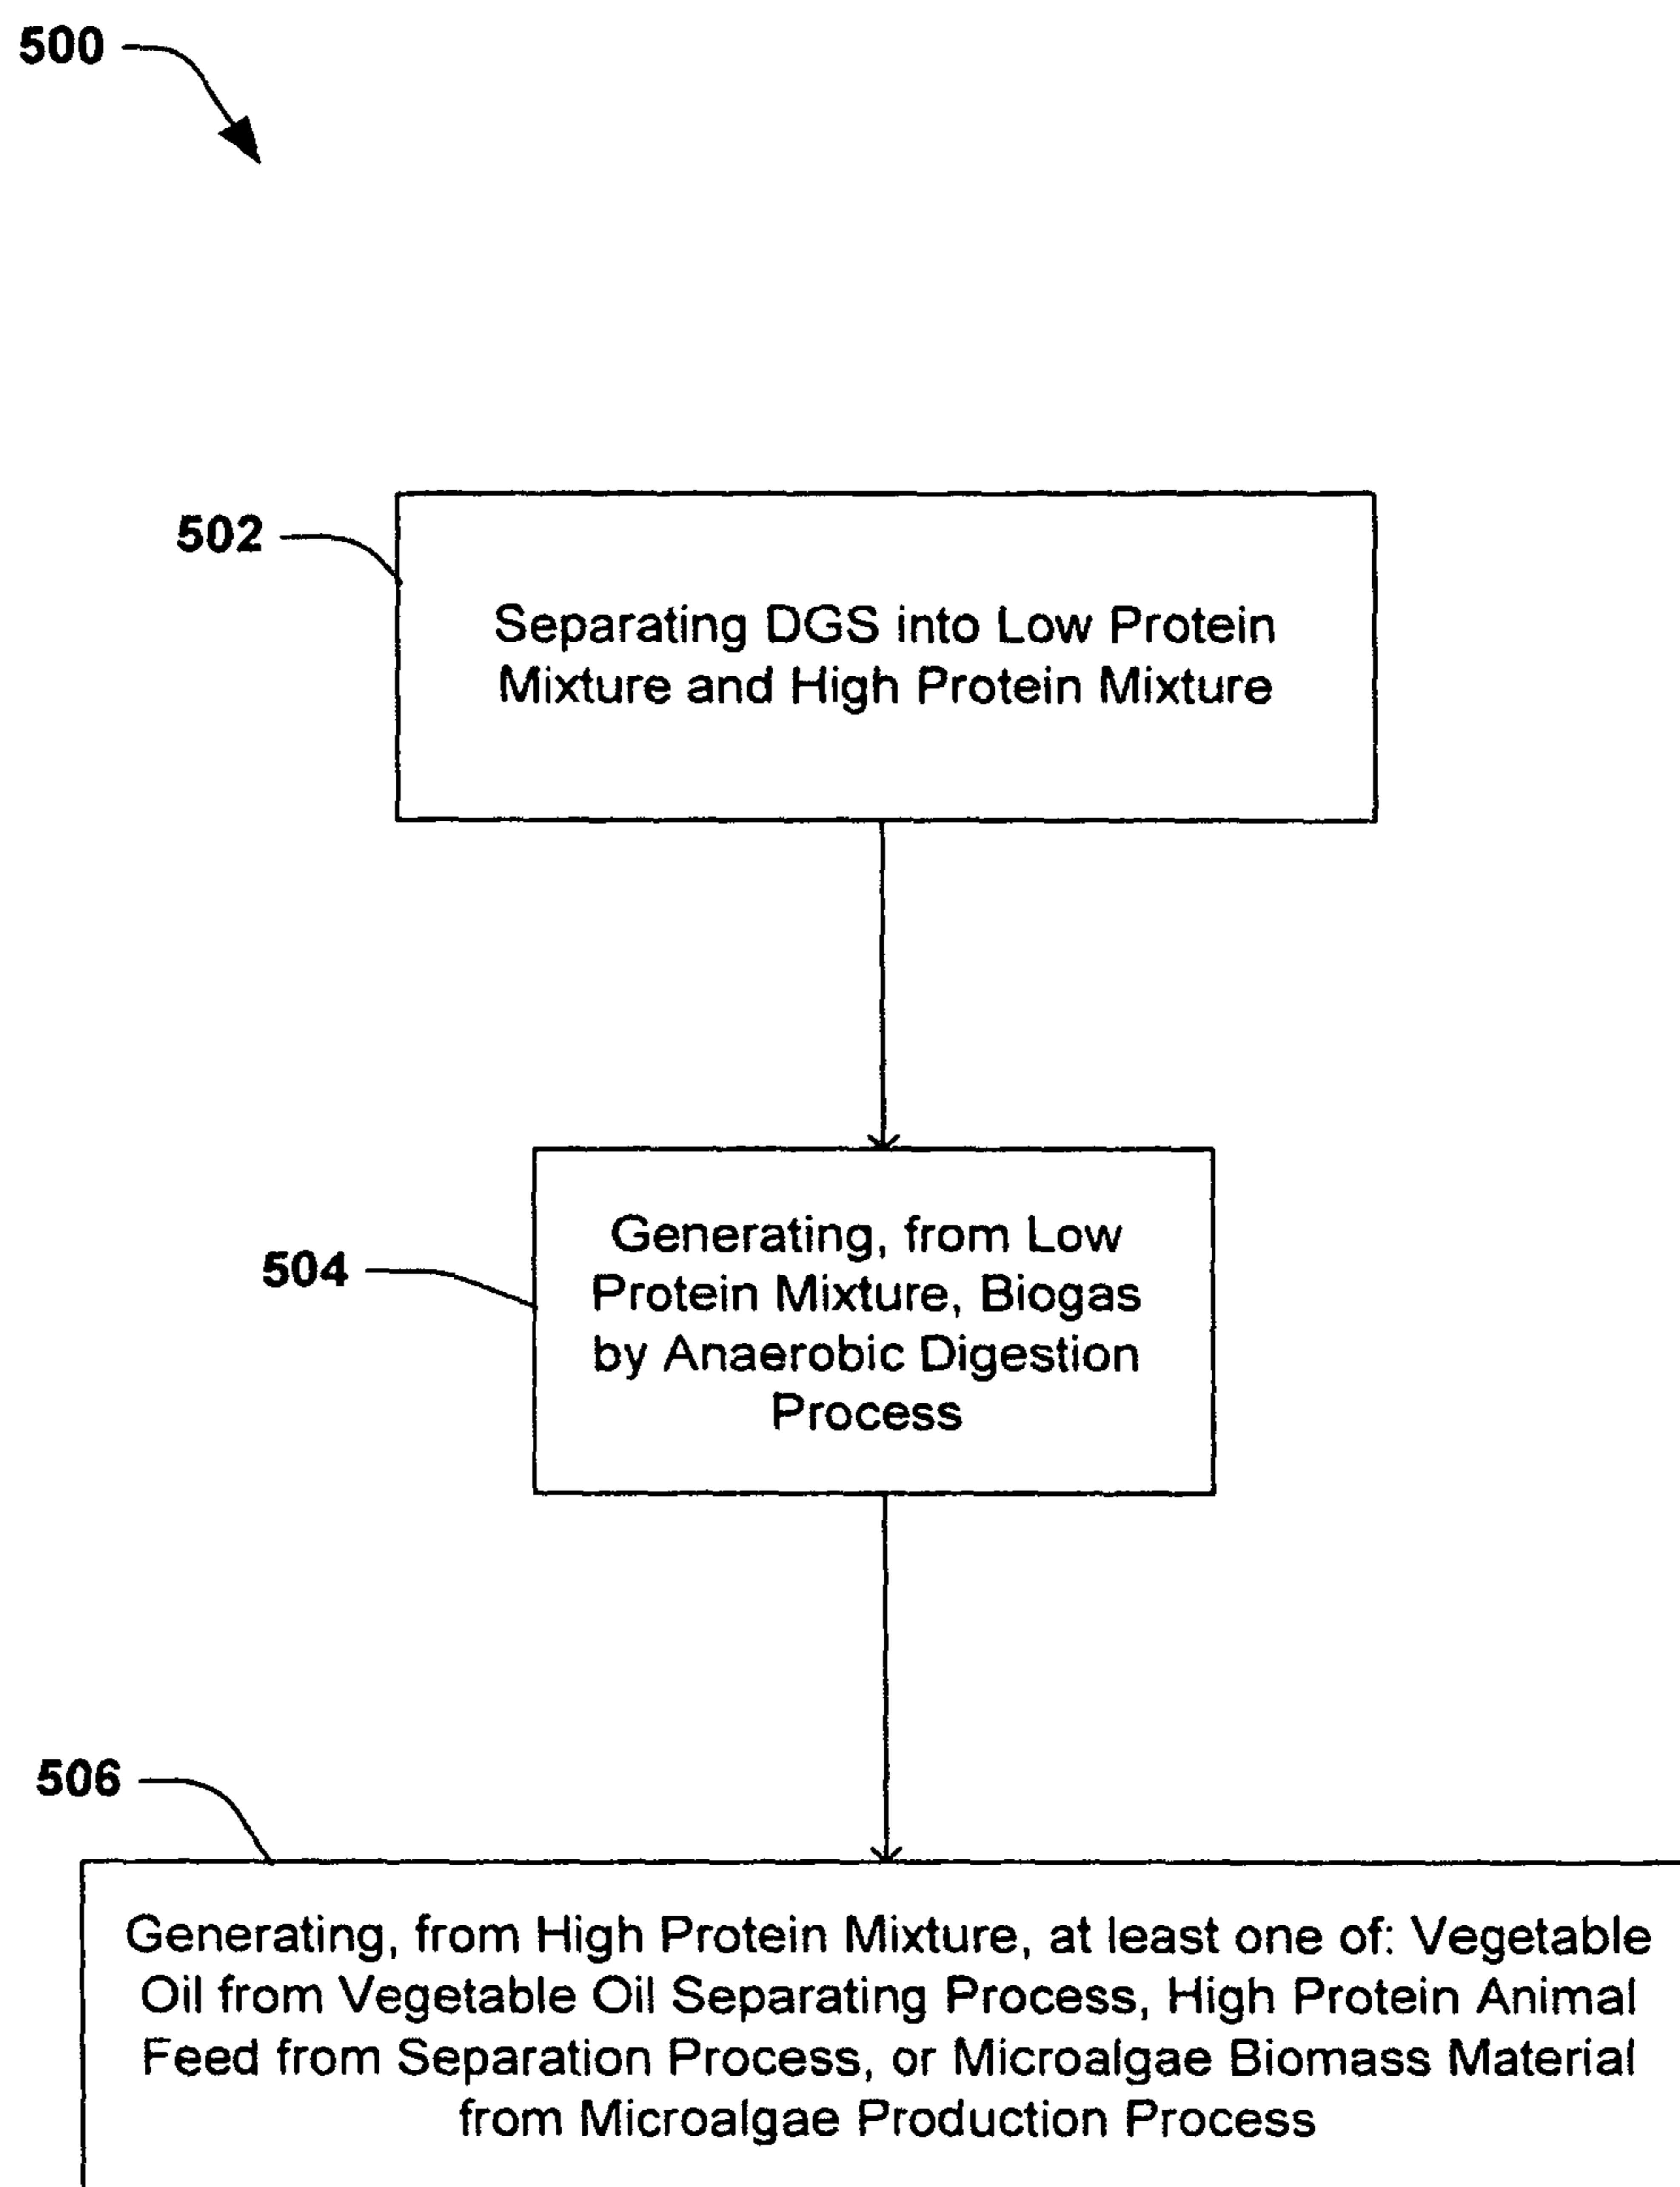 500
502
Separating DGS into Low Protein
Mixture and High Protein Mixture
504
Generating, from Low
Protein Mixture, Biogas
by Anaerobic Digestion
Process
506
Generating, from High Protein Mixture, at least one of: Vegetable
Oil from Vegetable Oil Separating Process, High Protein Animal
Feed from Separation Process, or Microalgae Biomass Material
from Microalgae Production Process